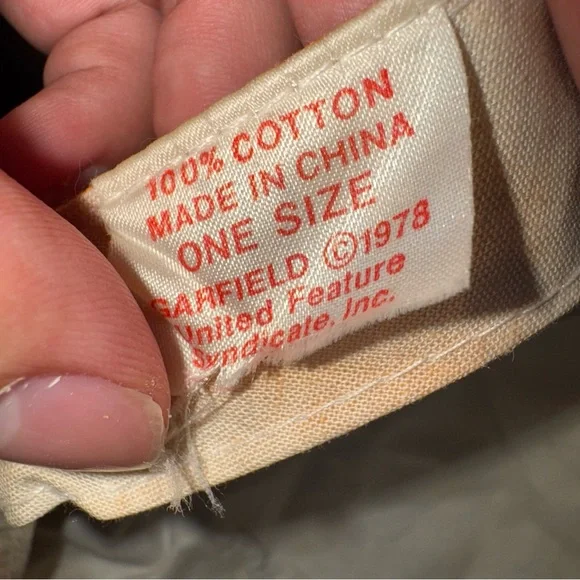 100% COTTON
MADE IN CHINA
ONE SIZE
GARFIELD ©1978
United Feature
Syndicate, Inc.